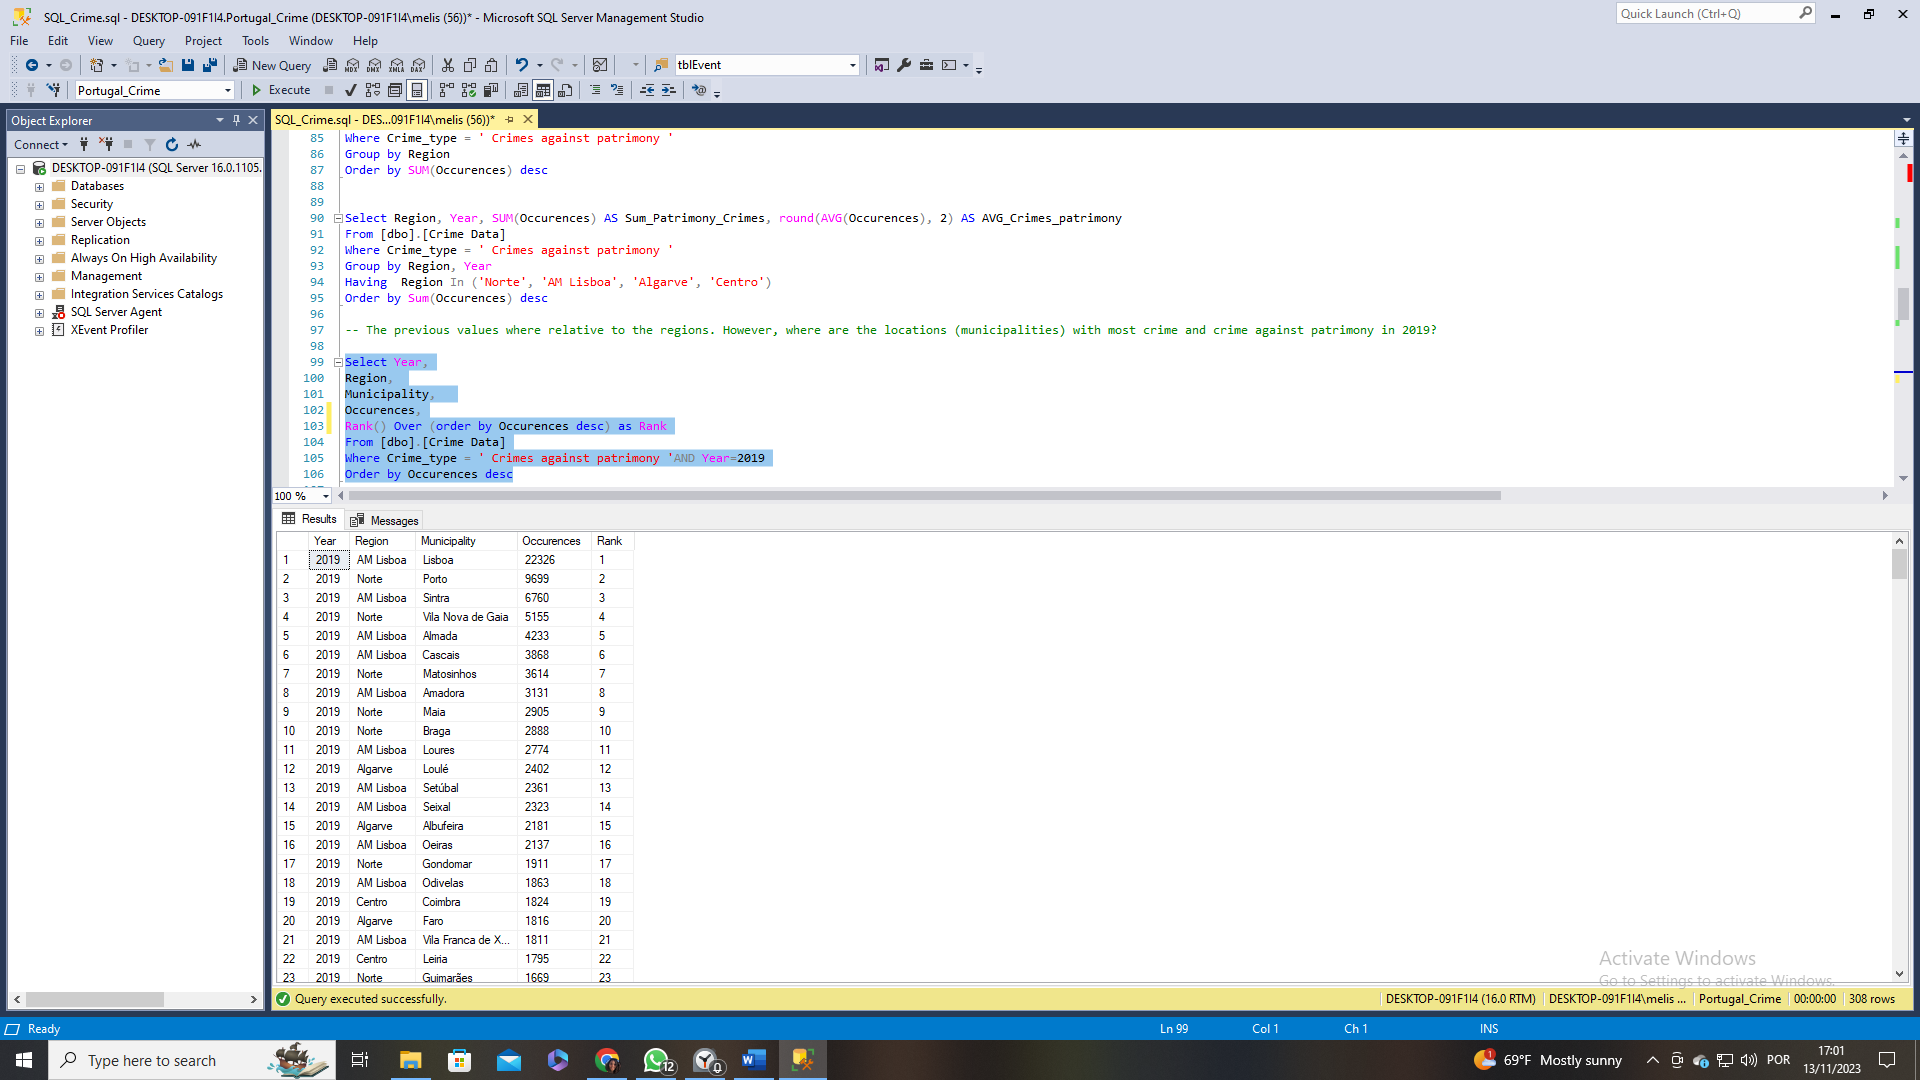 SQL_Crime.sql - DESKTOP-091F1I4.Portugal_Crime (DESKTOP-091F1I4\melis (56))* - Microsoft SQL Server Management Studio
Quick Launch (Ctrl+Q)
File Edit View Query Project Tools Window Help
New Query MDX DMX XMLA DAX tblEvent
Portugal_Crime Execute
Object Explorer
Connect
DESKTOP-091F1I4 (SQL Server 16.0.1105.
Databases
Security
Server Objects
Replication
Always On High Availability
Management
Integration Services Catalogs
SQL Server Agent
XEvent Profiler
SQL_Crime.sql - DES...091F1I4\melis (56))*
85 Where Crime_type = ' Crimes against patrimony '
86 Group by Region
87 Order by SUM(Occurences) desc
88
89
90 Select Region, Year, SUM(Occurences) AS Sum_Patrimony_Crimes, round(AVG(Occurences), 2) AS AVG_Crimes_patrimony
91 From [dbo].[Crime Data]
92 Where Crime_type = ' Crimes against patrimony '
93 Group by Region, Year
94 Having  Region In ('Norte', 'AM Lisboa', 'Algarve', 'Centro')
95 Order by Sum(Occurences) desc
96
97 -- The previous values where relative to the regions. However, where are the locations (municipalities) with most crime and crime against patrimony in 2019?
98
99 Select Year,
100 Region,
101 Municipality,
102 Occurences,
103 Rank() Over (order by Occurences desc) as Rank
104 From [dbo].[Crime Data]
105 Where Crime_type = ' Crimes against patrimony 'AND Year=2019
106 Order by Occurences desc
100 %
Results Messages
Year Region Municipality Occurences Rank
1 2019 AM Lisboa Lisboa 22326 1
2 2019 Norte Porto 9699 2
3 2019 AM Lisboa Sintra 6760 3
4 2019 Norte Vila Nova de Gaia 5155 4
5 2019 AM Lisboa Almada 4233 5
6 2019 AM Lisboa Cascais 3868 6
7 2019 Norte Matosinhos 3614 7
8 2019 AM Lisboa Amadora 3131 8
9 2019 Norte Maia 2905 9
10 2019 Norte Braga 2888 10
11 2019 AM Lisboa Loures 2774 11
12 2019 Algarve Loulé 2402 12
13 2019 AM Lisboa Setúbal 2361 13
14 2019 AM Lisboa Seixal 2323 14
15 2019 Algarve Albufeira 2181 15
16 2019 AM Lisboa Oeiras 2137 16
17 2019 Norte Gondomar 1911 17
18 2019 AM Lisboa Odivelas 1863 18
19 2019 Centro Coimbra 1824 19
20 2019 Algarve Faro 1816 20
21 2019 AM Lisboa Vila Franca de X... 1811 21
22 2019 Centro Leiria 1795 22
23 2019 Norte Guimarães 1669 23
Activate Windows
Go to Settings to activate Windows.
Query executed successfully.
DESKTOP-091F1I4 (16.0 RTM) DESKTOP-091F1I4\melis ... Portugal_Crime 00:00:00 308 rows
Ready Ln 99 Col 1 Ch 1 INS
Type here to search
12
0
1
69°F Mostly sunny
POR
17:01
13/11/2023